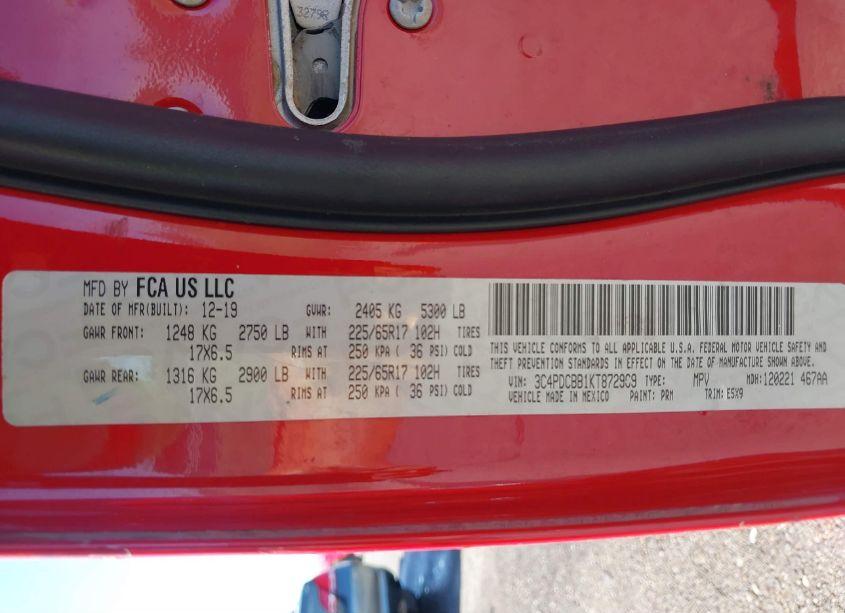 3279R
MFD BY FCA US LLC
DATE OF MFR(BUILT): 12-19 GVWR: 2405 KG 5300 LB
GAWR FRONT: 1248 KG 2750 LB WITH 225/65R17 102H TIRES
17X6.5 RIMS AT 250 KPA ( 36 PSI) COLD
GAWR REAR: 1316 KG 2900 LB WITH 225/65R17 102H TIRES
17X6.5 RIMS AT 250 KPA ( 36 PSI) COLD
THIS VEHICLE CONFORMS TO ALL APPLICABLE U.S.A. FEDERAL MOTOR VEHICLE SAFETY AND
THEFT PREVENTION STANDARDS IN EFFECT ON THE DATE OF MANUFACTURE SHOWN ABOVE.
VIN: 3C4PDCBB1KT8729C9 TYPE: MPV MDH:120221 467AA
VEHICLE MADE IN MEXICO PAINT: PRM TRIM: E5X9